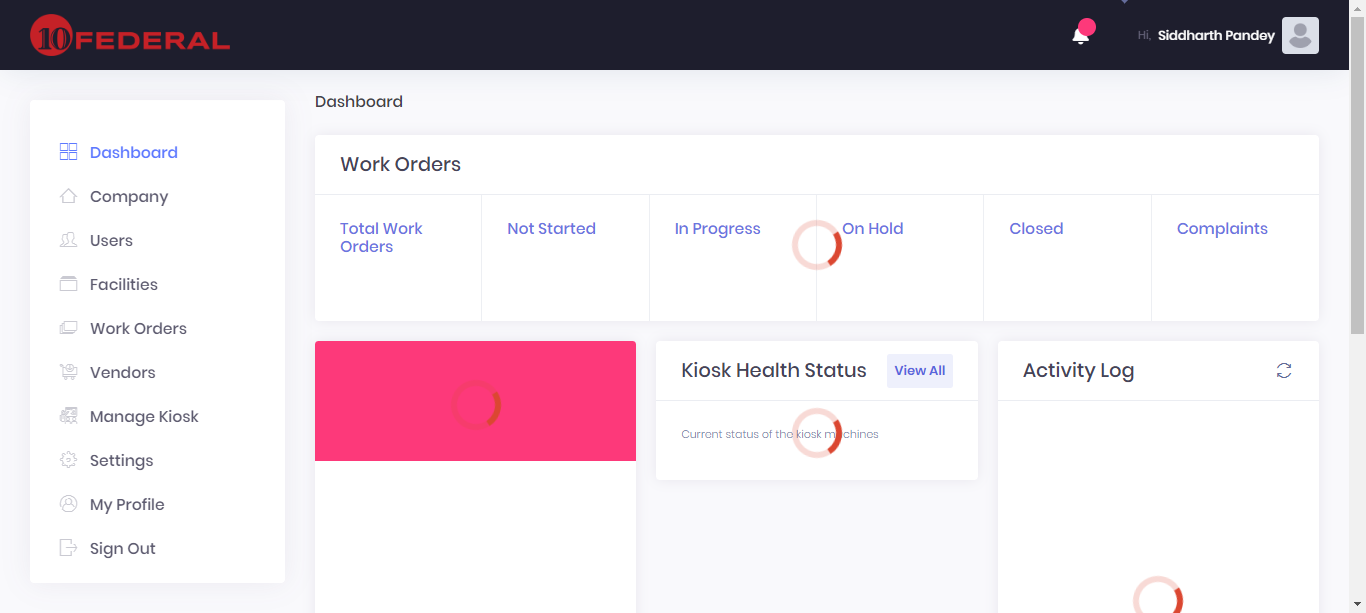 10 FEDERAL
Hi, Siddharth Pandey
Dashboard
Company
Users
Facilities
Work Orders
Vendors
Manage Kiosk
Settings
My Profile
Sign Out
Dashboard
Work Orders
Total Work
Orders
Not Started
In Progress
On Hold
Closed
Complaints
Kiosk Health Status
View All
Current status of the kiosk machines
Activity Log